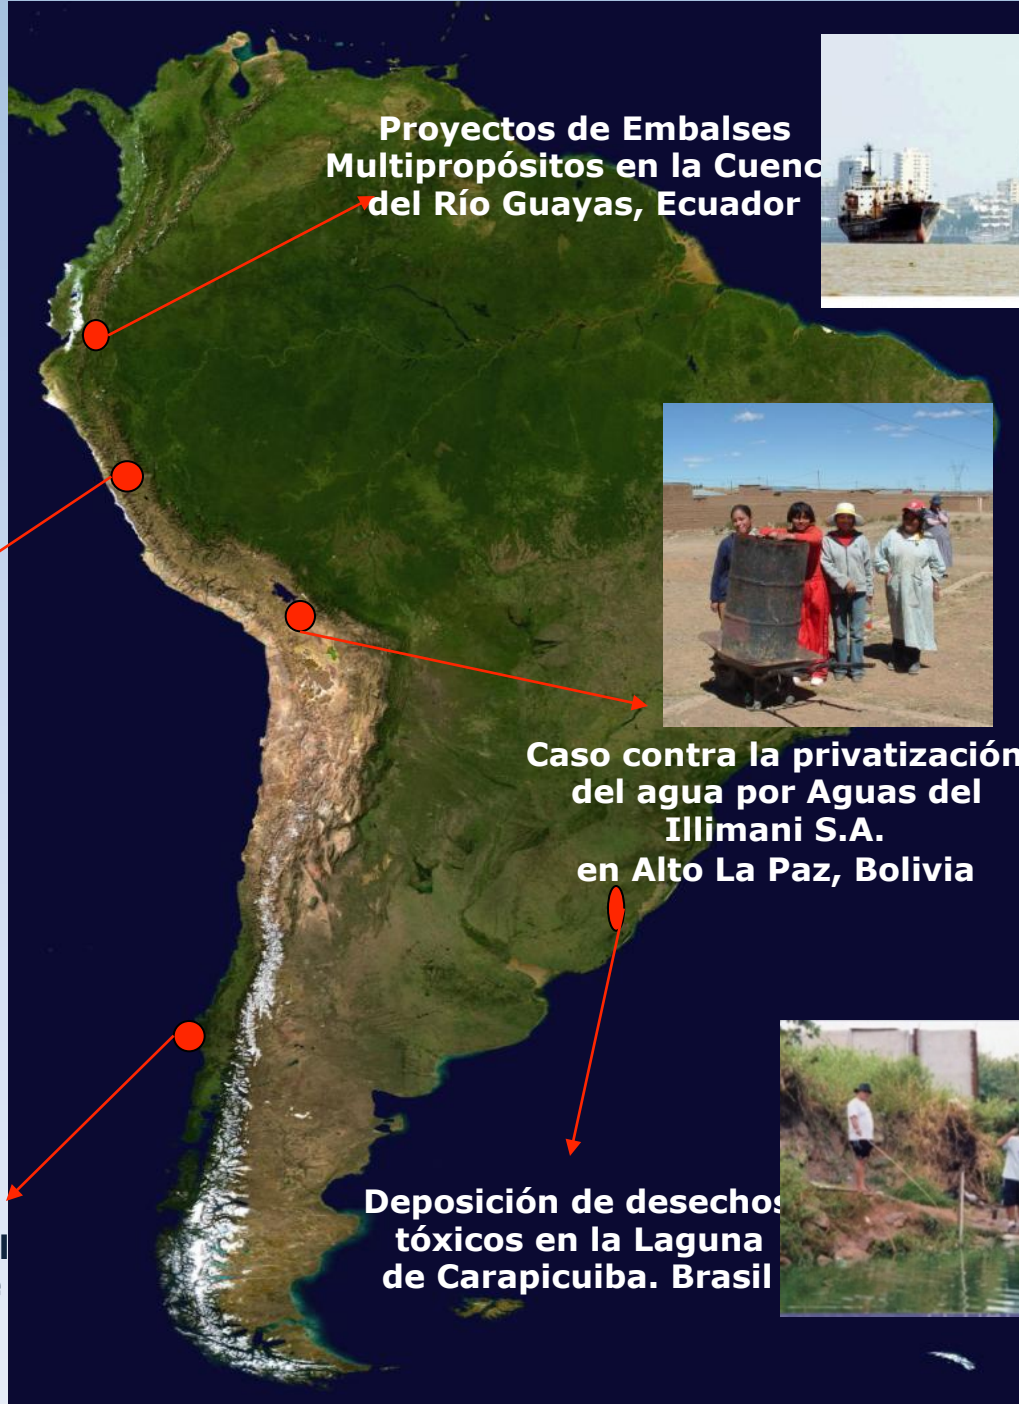 Proyectos de Embalses
Multipropósitos en la Cuenc
del Río Guayas, Ecuador
Caso contra la privatización
del agua por Aguas del
Illimani S.A.
en Alto La Paz, Bolivia
Deposición de desechos
tóxicos en la Laguna
de Carapicuiba. Brasil